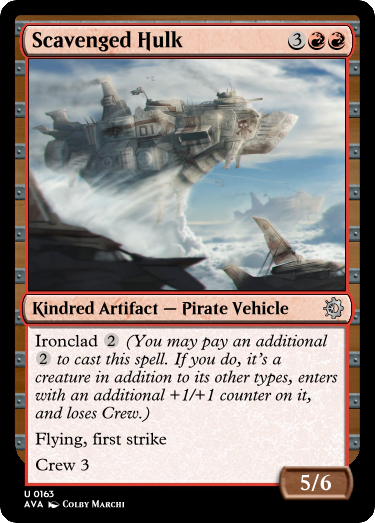 Scavenged Hulk 3
Kindred Artifact — Pirate Vehicle
Ironclad 2 (You may pay an additional
2 to cast this spell. If you do, it's a
creature in addition to its other types, enters
with an additional +1/+1 counter on it,
and loses Crew.)
Flying, first strike
Crew 3
5/6
U 0163
AVA Colby Marchi